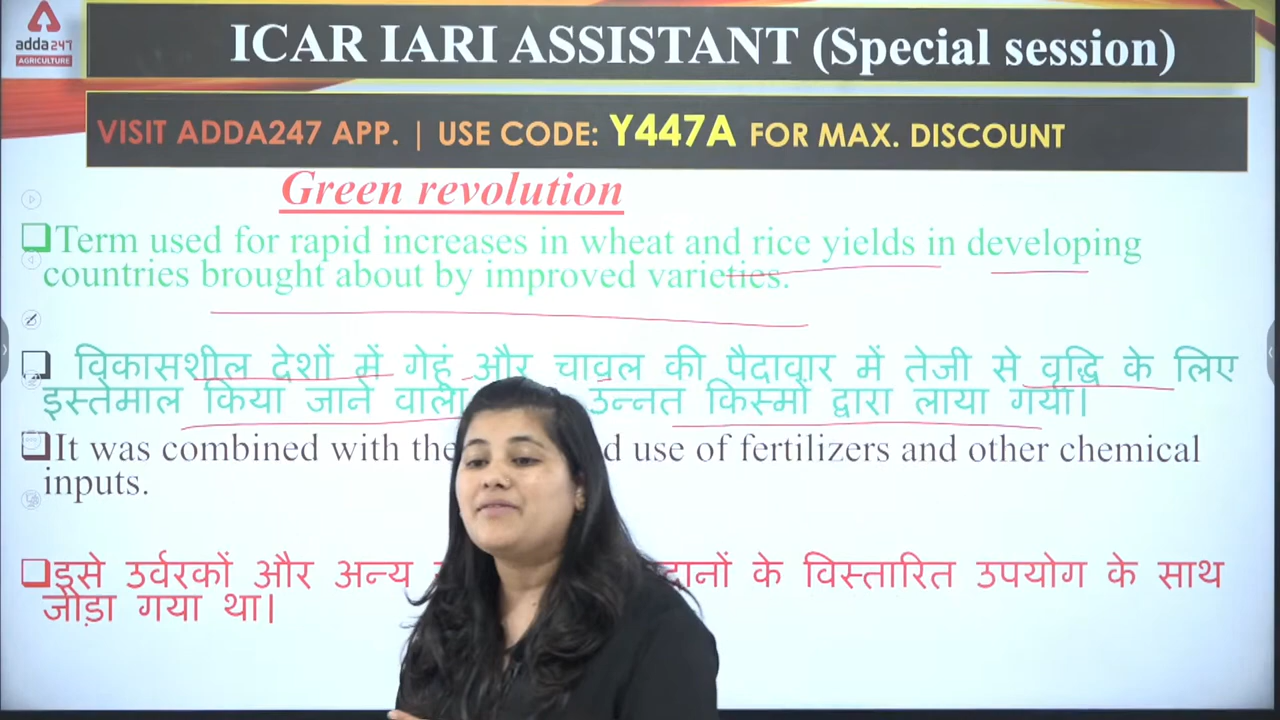 adda247
AGRICULTURE
ICAR IARI ASSISTANT (Special session)
VISIT ADDA247 APP. | USE CODE: Y447A FOR MAX. DISCOUNT
Green revolution
Term used for rapid increases in wheat and rice yields in developing
countries brought about by improved varieties.
विकासशील देशों में गेहूं और चावल की पैदावार में तेजी से वृद्धि के लिए
इस्तेमाल किया जाने वाला उन्नत किस्मों द्वारा लाया गया।
It was combined with the use of fertilizers and other chemical
inputs.
इसे उर्वरकों और अन्य के विस्तारित उपयोग के साथ
जोड़ा गया था।